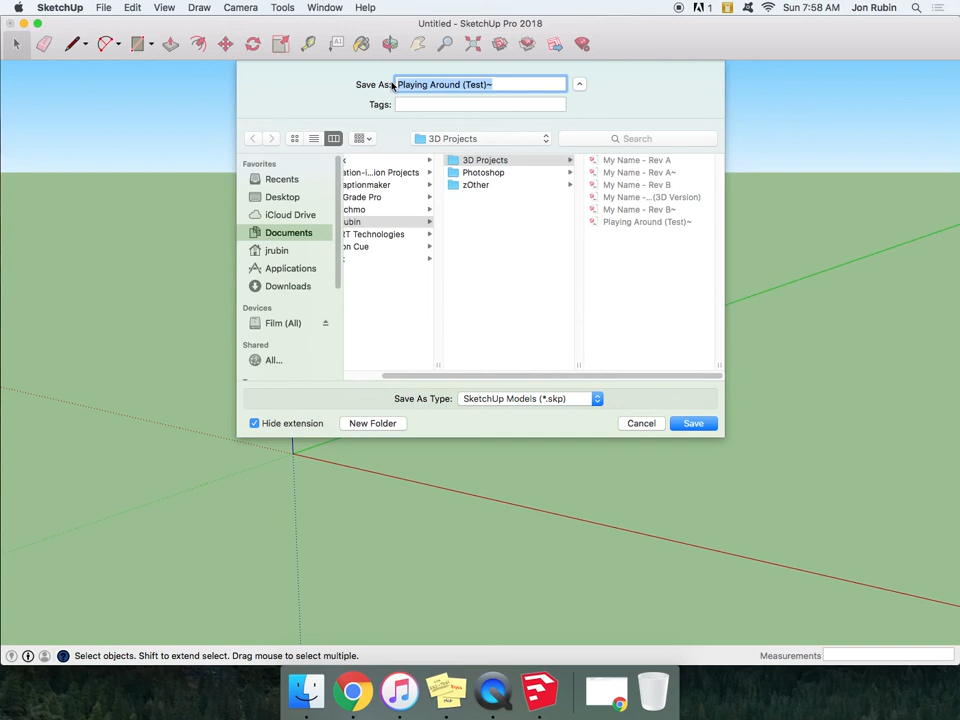 SketchUp File Edit View Draw Camera Tools Window Help
1 Sun 7:58 AM Jon Rubin
Untitled - SketchUp Pro 2018
Save As: Playing Around (Test)~
Tags:
3D Projects
Search
Favorites
Recents
Desktop
iCloud Drive
Documents
jrubin
Applications
Downloads
Devices
Film (All)
Shared
All...
ation-i...ion Projects
aptionmaker
Grade Pro
chmo
rubin
RT Technologies
on Cue
3D Projects
Photoshop
zOther
My Name - Rev A
My Name - Rev A~
My Name - Rev B
My Name -...(3D Version)
My Name - Rev B~
Playing Around (Test)~
Save As Type: SketchUp Models (*.skp)
Hide extension New Folder Cancel Save
Select objects. Shift to extend select. Drag mouse to select multiple. Measurements